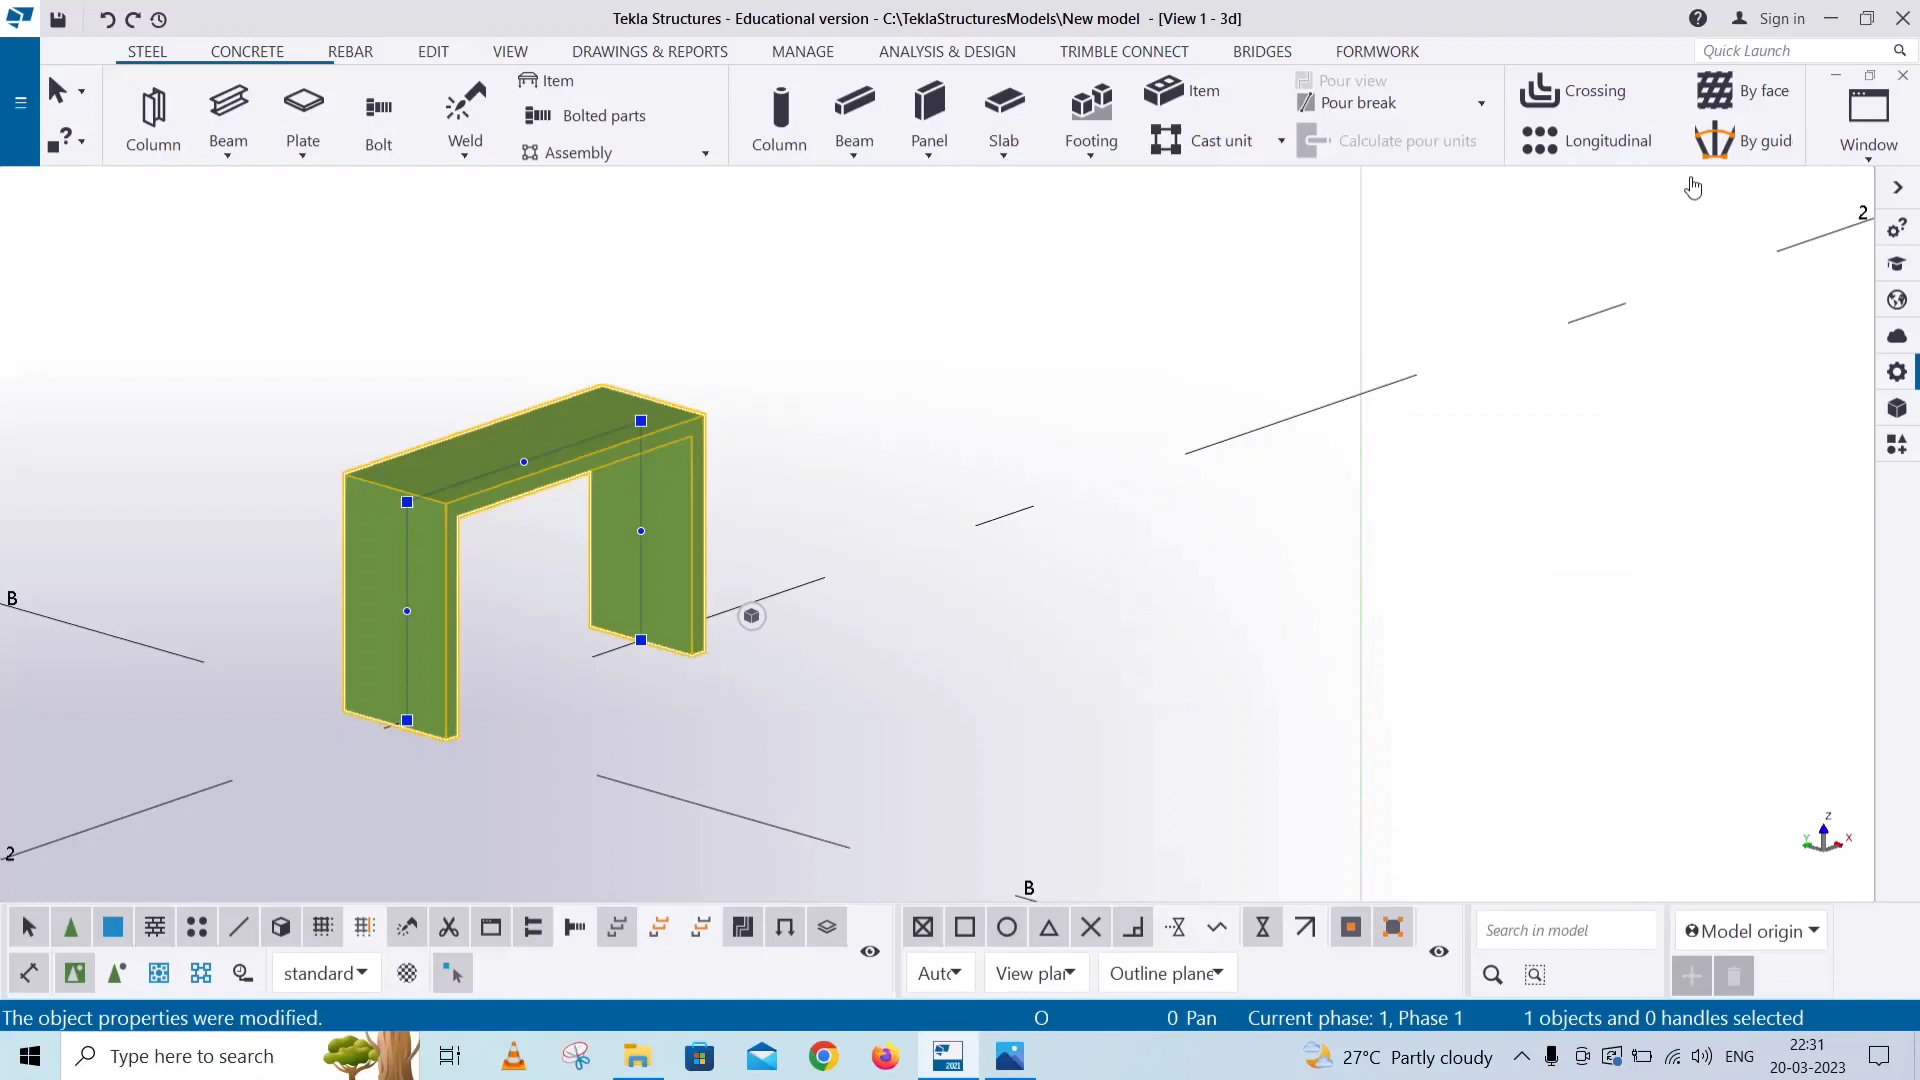 Tekla Structures - Educational version - C:\TeklaStructuresModels\New model - [View 1 - 3d]
Sign in
STEEL CONCRETE REBAR EDIT VIEW DRAWINGS & REPORTS MANAGE ANALYSIS & DESIGN TRIMBLE CONNECT BRIDGES FORMWORK
Quick Launch
Column
Beam
Plate
Bolt
Weld
Item
Bolted parts
Assembly
Column
Beam
Panel
Slab
Footing
Item
Cast unit
Pour view
Pour break
Calculate pour units
Crossing
Longitudinal
By face
By guid
Window
2
B
2
B
Z
Y
X
standard
Auto
View plan
Outline plane
Search in model
Model origin
The object properties were modified.
O
0 Pan
Current phase: 1, Phase 1
1 objects and 0 handles selected
Type here to search
2021
27°C Partly cloudy
ENG
22:31
20-03-2023